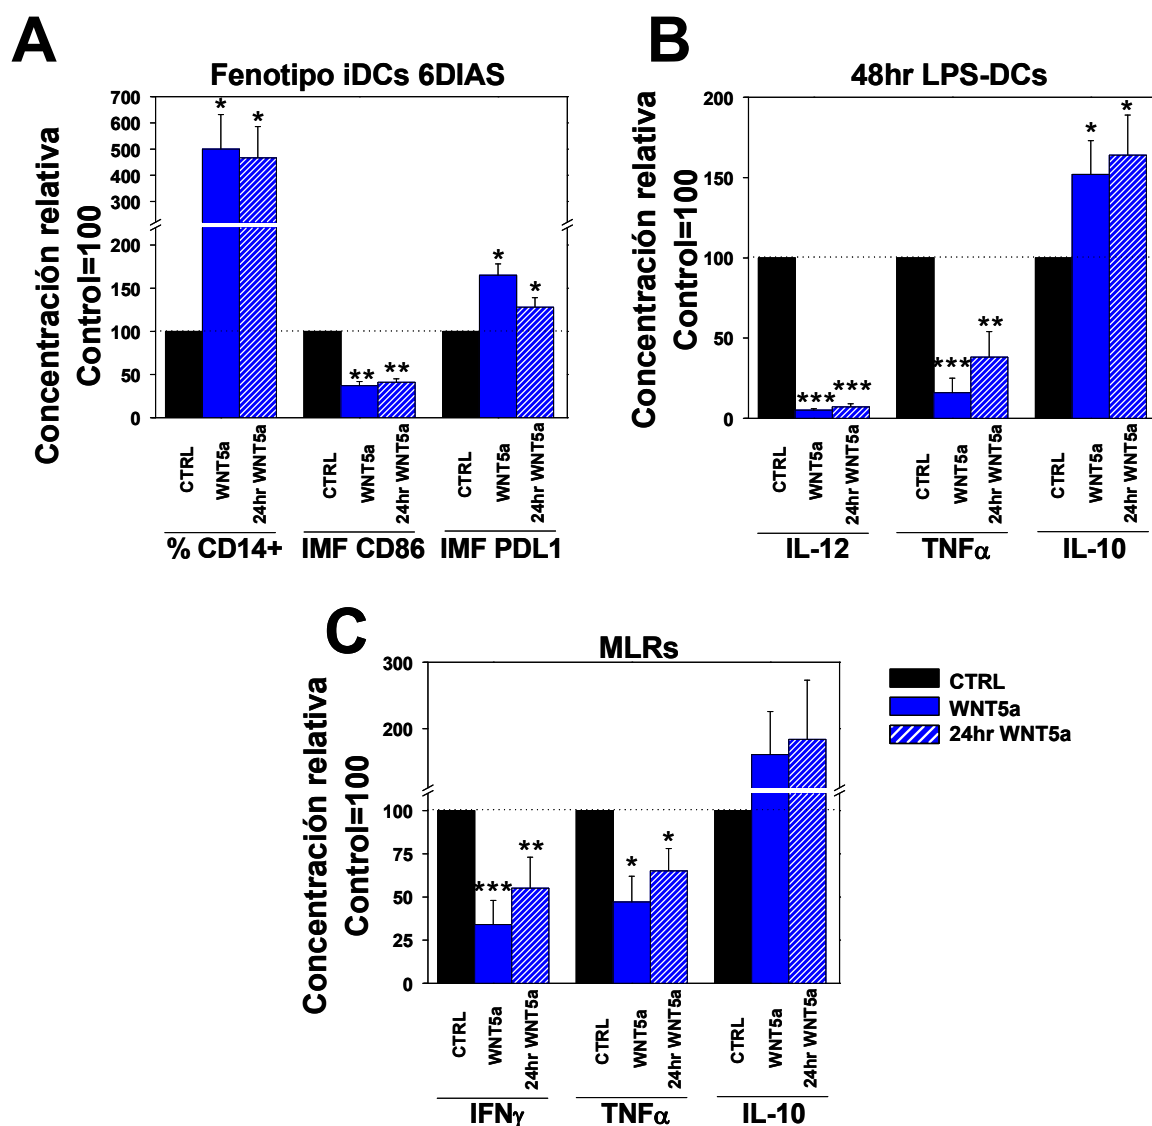 A
Fenotipo iDCs 6DIAS
Concentración relativa
Control=100
700
600
500
400
300
200
150
100
50
0
*
*
**
**
*
*
CTRL
WNT5a
24hr WNT5a
CTRL
WNT5a
24hr WNT5a
CTRL
WNT5a
24hr WNT5a
% CD14+
IMF CD86
IMF PDL1
B
48hr LPS-DCs
Concentración relativa
Control=100
200
150
100
50
0
***
***
***
**
*
*
CTRL
WNT5a
24hr WNT5a
CTRL
WNT5a
24hr WNT5a
CTRL
WNT5a
24hr WNT5a
IL-12
TNFα
IL-10
C
MLRs
Concentración relativa
Control=100
300
200
100
75
50
25
0
***
**
*
*
CTRL
WNT5a
24hr WNT5a
CTRL
WNT5a
24hr WNT5a
CTRL
WNT5a
24hr WNT5a
IFNγ
TNFα
IL-10
CTRL
WNT5a
24hr WNT5a